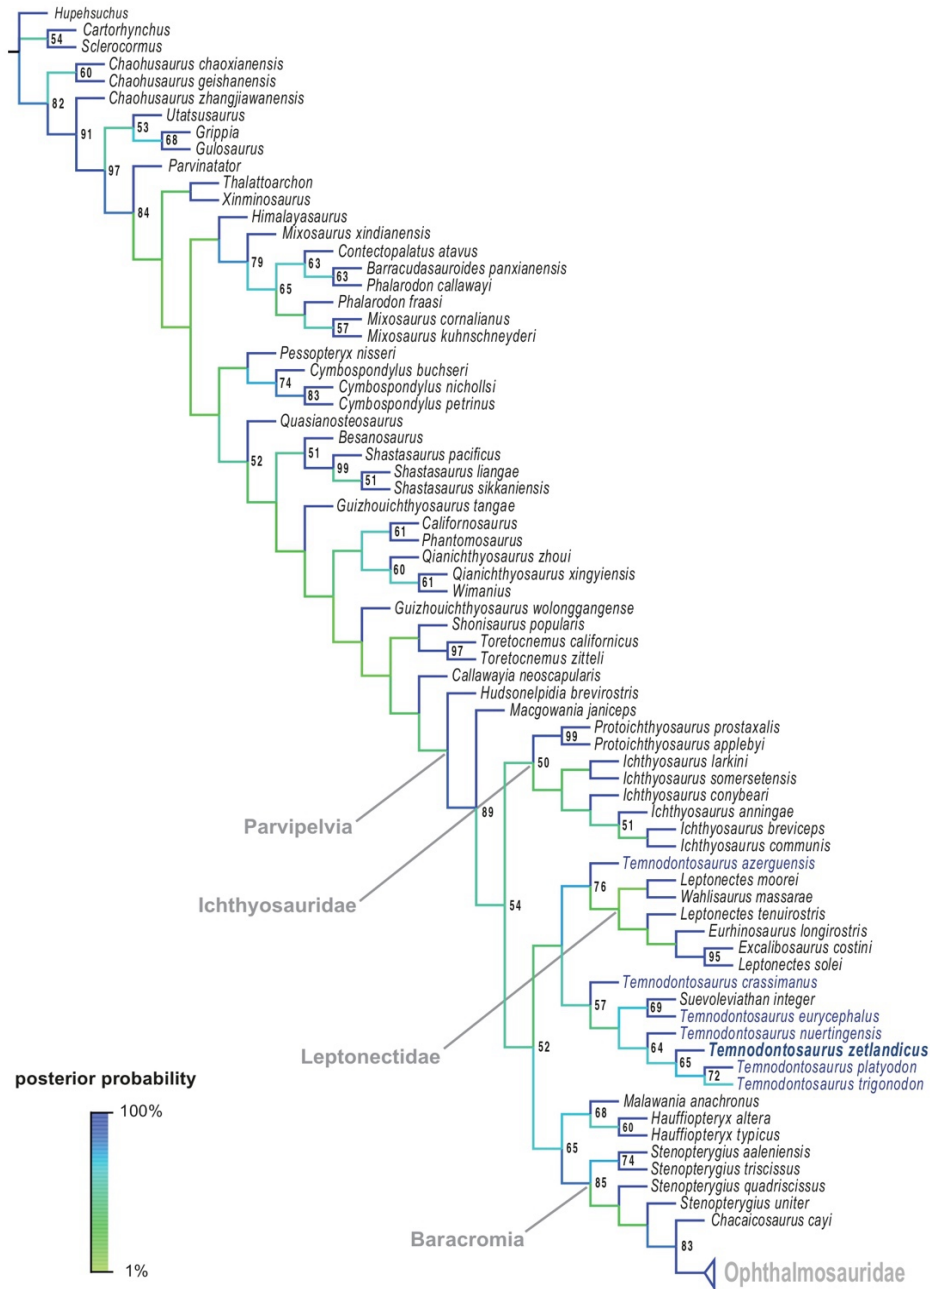 Hupehsuchus
Cartorhynchus
54
Sclerocormus
Chaohusaurus chaoxianensis
60
Chaohusaurus geishanensis
82
Chaohusaurus zhangjiawanensis
Utatsusaurus
91
53
Grippia
68
Gulosaurus
Parvinatator
97
Thalattoarchon
Xinminosaurus
84
Himalayasaurus
Mixosaurus xindianensis
Contectopalatus atavus
79
63
Barracudasauroides panxianensis
63
Phalarodon callawayi
65
Phalarodon fraasi
Mixosaurus cornalianus
57
Mixosaurus kuhnschneyderi
Pessopteryx nisseri
Cymbospondylus buchseri
74
Cymbospondylus nichollsi
83
Cymbospondylus petrinus
Quasianosteosaurus
Besanosaurus
52
51
Shastasaurus pacificus
99
Shastasaurus liangae
51
Shastasaurus sikkaniensis
Guizhouichthyosaurus tangae
Californosaurus
61
Phantomosaurus
Qianichthyosaurus zhoui
60
Qianichthyosaurus xingyiensis
61
Wimanius
Guizhouichthyosaurus wolonggangense
Shonisaurus popularis
Toretocnemus californicus
97
Toretocnemus zitteli
Callawayia neoscapularis
Hudsonelpidia brevirostris
Macgowania janiceps
Protoichthyosaurus prostaxalis
99
Protoichthyosaurus applebyi
50
Ichthyosaurus larkini
Ichthyosaurus somersetensis
Ichthyosaurus conybeari
89
Ichthyosaurus anningae
Parvipelvia
51
Ichthyosaurus breviceps
Ichthyosaurus communis
Temnodontosaurus azerguensis
76
Leptonectes moorei
Wahlisaurus massarae
Ichthyosauridae
54
Leptonectes tenuirostris
Eurhinosaurus longirostris
Excalibosaurus costini
95
Leptonectes solei
Temnodontosaurus crassimanus
57
Suevoleviathan integer
69
Temnodontosaurus eurycephalus
Temnodontosaurus nuertingensis
52
64
Temnodontosaurus zetlandicus
Leptonectidae
65
Temnodontosaurus platyodon
72
Temnodontosaurus trigonodon
posterior probability
100%
Malawania anachronus
68
Hauffiopteryx altera
60
Hauffiopteryx typicus
65
Stenopterygius aaleniensis
74
Stenopterygius triscissus
85
Stenopterygius quadriscissus
Stenopterygius uniter
Chacaicosaurus cayi
Baracromia
83
1%
Ophthalmosauridae